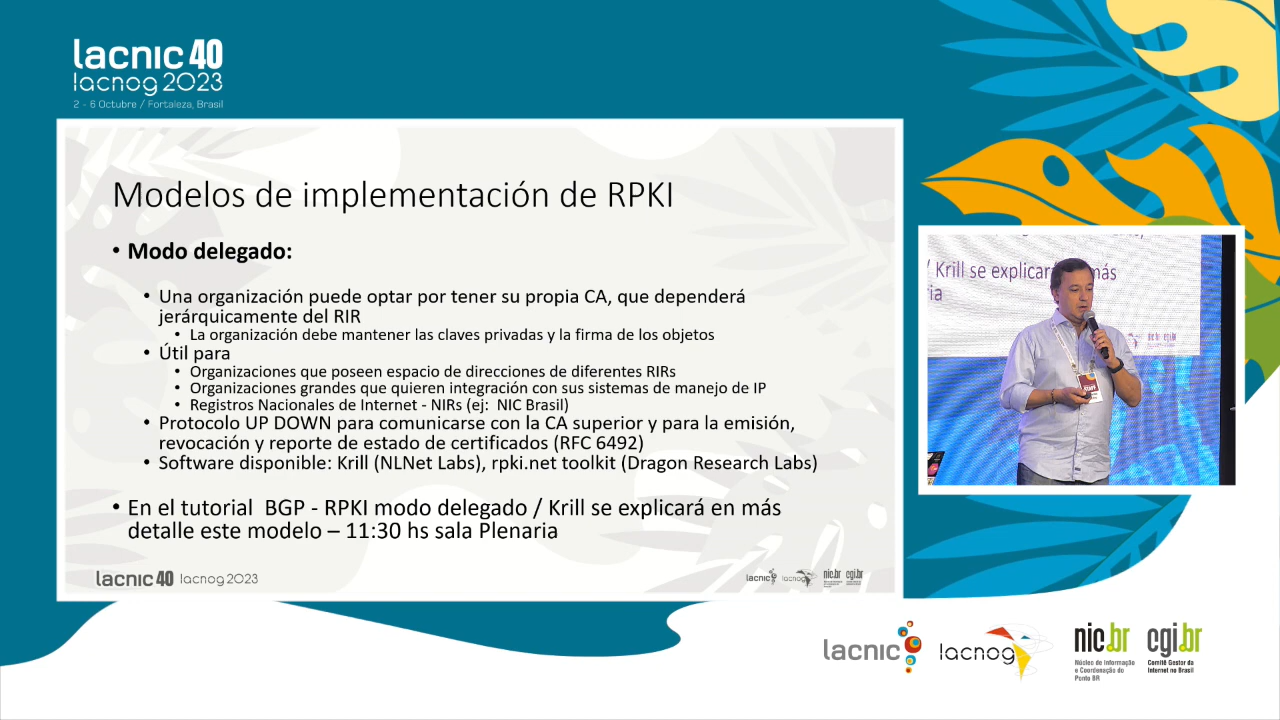 lacnic 40
lacnog 2023
2 - 6 Octubre / Fortaleza, Brasil
Modelos de implementación de RPKI
• Modo delegado:
• Una organización puede optar por tener su propia CA, que dependerá
jerárquicamente del RIR
• La organización debe mantener las claves privadas y la firma de los objetos
• Útil para
• Organizaciones que poseen espacio de direcciones de diferentes RIRs
• Organizaciones grandes que quieren integración con sus sistemas de manejo de IP
• Registros Nacionales de Internet - NIRs (ej: NIC Brasil)
• Protocolo UP DOWN para comunicarse con la CA superior y para la emisión,
revocación y reporte de estado de certificados (RFC 6492)
• Software disponible: Krill (NLNet Labs), rpki.net toolkit (Dragon Research Labs)
• En el tutorial BGP - RPKI modo delegado / Krill se explicará en más
detalle este modelo – 11:30 hs sala Plenaria
lacnic 40 lacnog 2023
lacnic lacnog nic.br cgi.br
/ Krill se explicará más
ria
lacnic
lacnog
nic.br
Núcleo de Informação
e Coordenação do
Ponto BR
cgi.br
Comitê Gestor da
Internet no Brasil